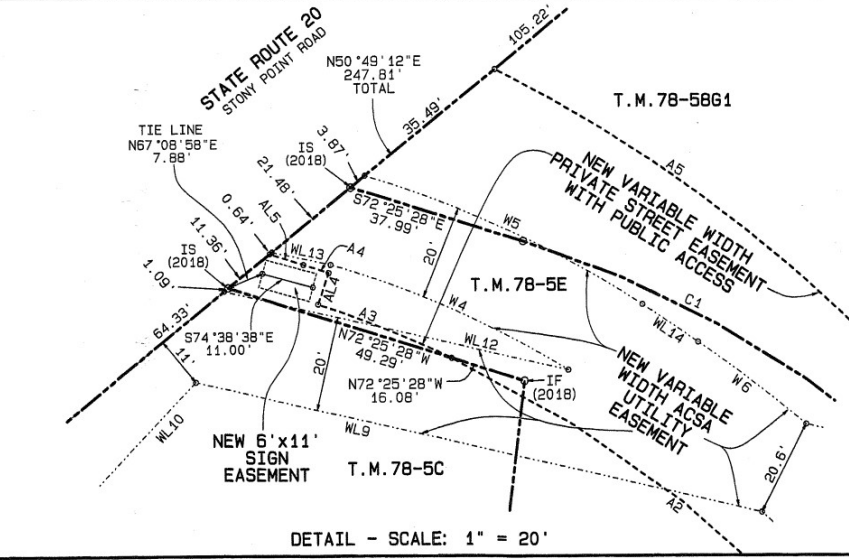 105.22'
STATE ROUTE 20
STONY POINT ROAD
N50°49'12"E
247.81'
TOTAL
35.49'
T.M.78-58G1
TIE LINE
N67°08'58"E
7.88'
3.87'
IS
(2018)
21.48'
A5
NEW VARIABLE WIDTH
PRIVATE STREET EASEMENT
WITH PUBLIC ACCESS
0.64'
AL5
S72°25'28"E
37.99'
W5
11.36'
IS
(2018)
WL13
A4
20'
T.M.78-5E
1.09
AL4
W4
C1
64.33'
S74°38'38"E
11.00'
A3
WL14
11'
N72°25'28"W
49.29'
WL12
20'
N72°25'28"W
16.08'
IF
(2018)
NEW VARIABLE
WIDTH ACSA
UTILITY
EASEMENT
W6
WL10
WL9
NEW 6'x11'
SIGN
EASEMENT
T.M.78-5C
20.6'
A2
DETAIL - SCALE: 1" = 20'